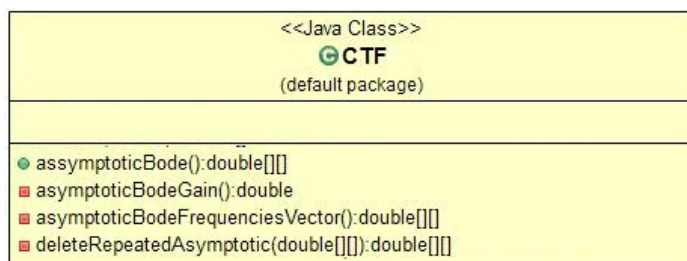 <<Java Class>>
CTF
(default package)
assymptoticBode():double[][]
asymptoticBodeGain():double
asymptoticBodeFrequenciesVector():double[][]
deleteRepeatedAsymptotic(double[][]):double[][]